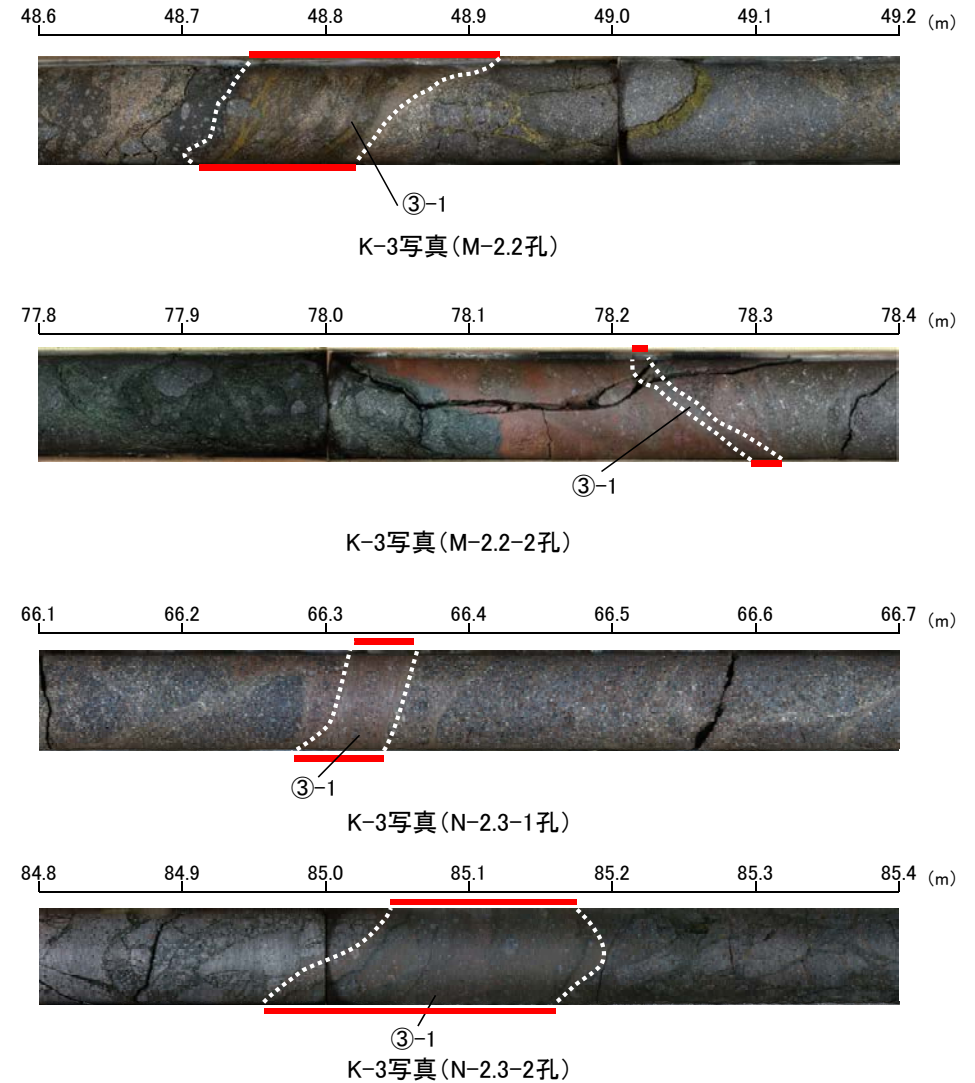 48.6 48.7 48.8 48.9 49.0 49.1 49.2 (m)
③-1
K-3写真(M-2.2孔)
77.8 77.9 78.0 78.1 78.2 78.3 78.4 (m)
③-1
K-3写真(M-2.2-2孔)
66.1 66.2 66.3 66.4 66.5 66.6 66.7 (m)
③-1
K-3写真(N-2.3-1孔)
84.8 84.9 85.0 85.1 85.2 85.3 85.4 (m)
③-1
K-3写真(N-2.3-2孔)